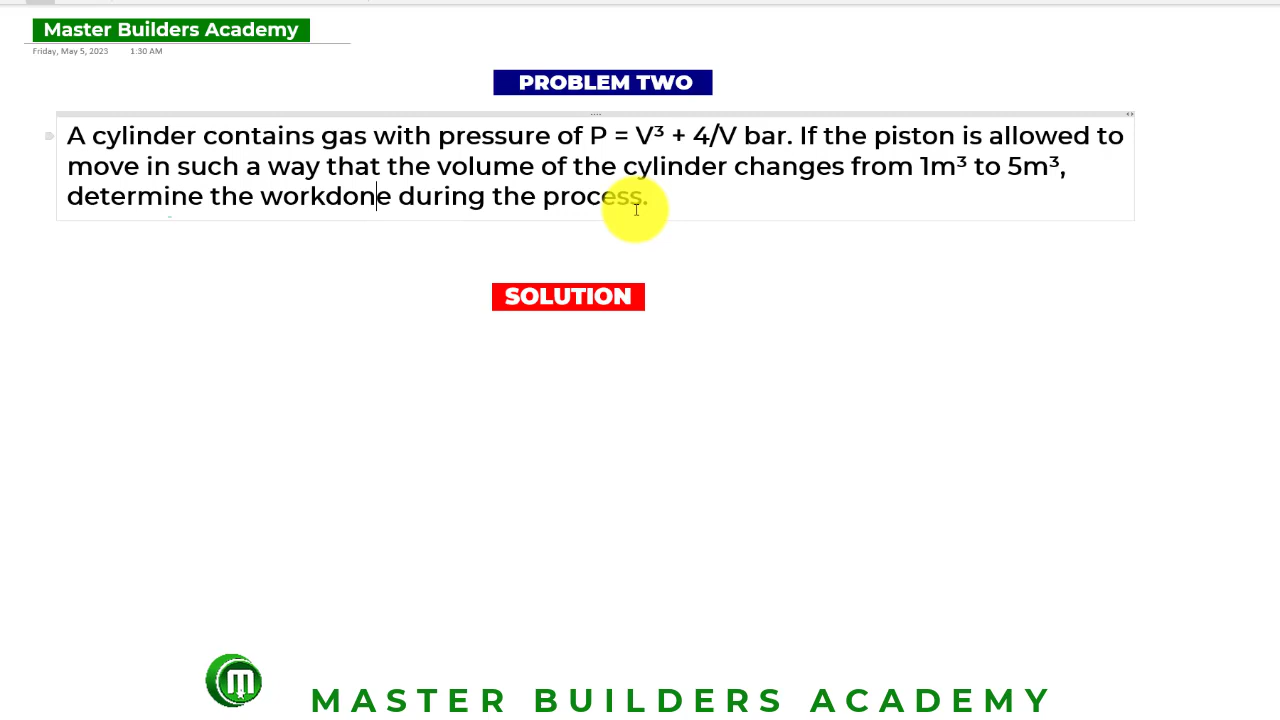 Master Builders Academy
Friday, May 5, 2023 1:30 AM
PROBLEM TWO
A cylinder contains gas with pressure of P = V³ + 4/V bar. If the piston is allowed to
move in such a way that the volume of the cylinder changes from 1m³ to 5m³,
determine the workdone during the process.
SOLUTION
MASTER BUILDERS ACADEMY